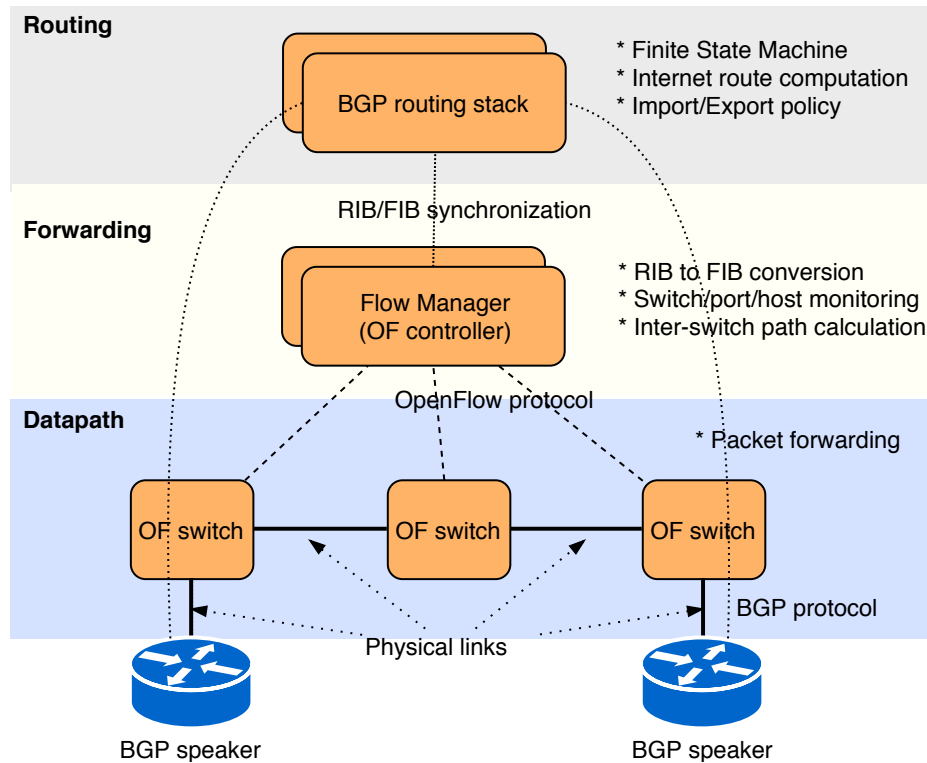 Routing
* Finite State Machine
* Internet route computation
* Import/Export policy
BGP routing stack
RIB/FIB synchronization
Forwarding
* RIB to FIB conversion
* Switch/port/host monitoring
* Inter-switch path calculation
Flow Manager
(OF controller)
OpenFlow protocol
Datapath
* Packet forwarding
OF switch
OF switch
OF switch
BGP protocol
Physical links
BGP speaker
BGP speaker